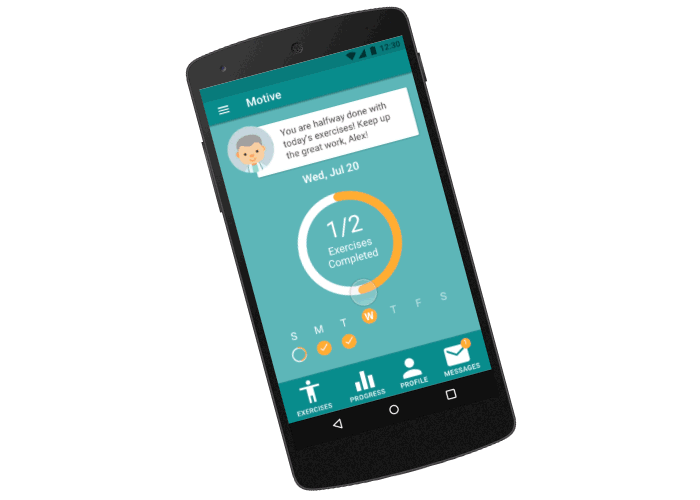 12:30
Motive
You are halfway done with
today's exercises! Keep up
the great work, Alex!
Wed, Jul 20
1/2
Exercises
Completed
S M T W T F S
1
EXERCISES PROGRESS PROFILE MESSAGES